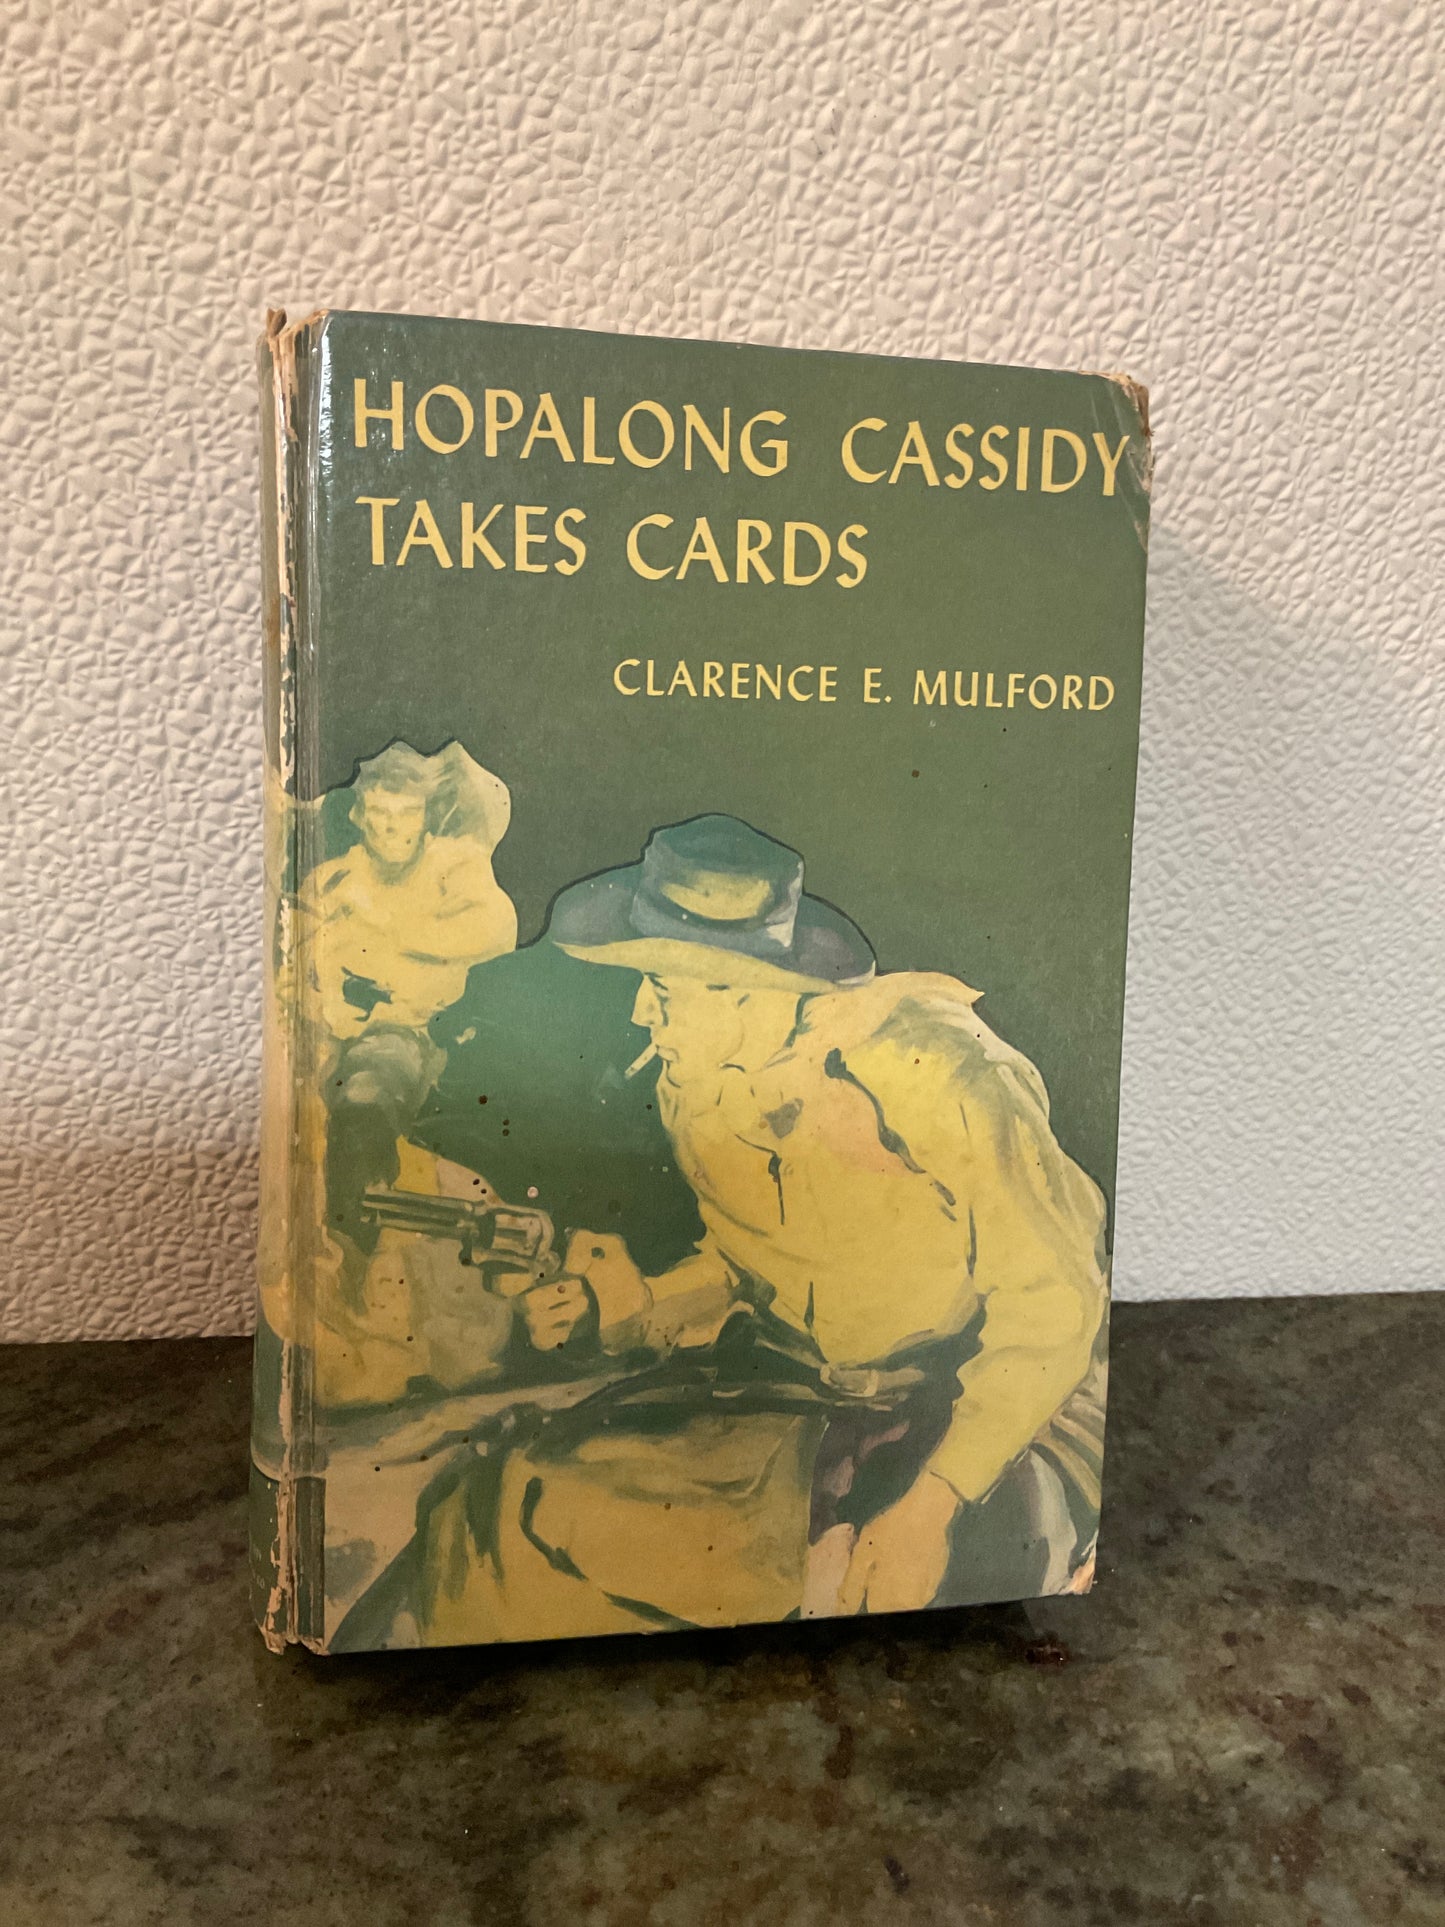 HOPALONG CASSIDY
TAKES CARDS
CLARENCE E. MULFORD